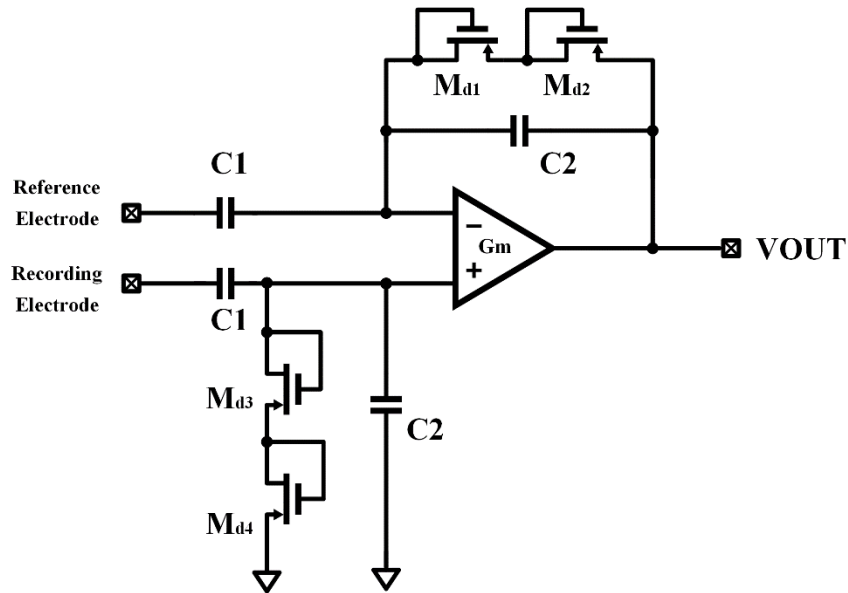 Md1
Md2
C2
C1
Reference
Electrode
−
Gm
+
VOUT
Recording
Electrode
C1
Md3
C2
Md4